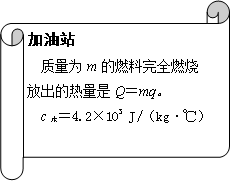 加油站
质量为 m 的燃料完全燃烧
放出的热量是 Q=mq。
c水=4.2×10³ J/（kg·℃）